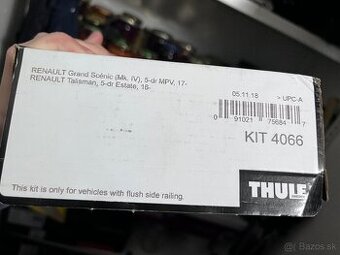 RENAULT Grand Scénic (Mk. IV), 5-dr MPV, 17-
RENAULT Talisman, 5-dr Estate, 16-
05.11.18 > UPC-A
0 91021 75684 7
KIT 4066
This kit is only for vehicles with flush side railing.
THULE
SWEDEN
© Bazos.sk